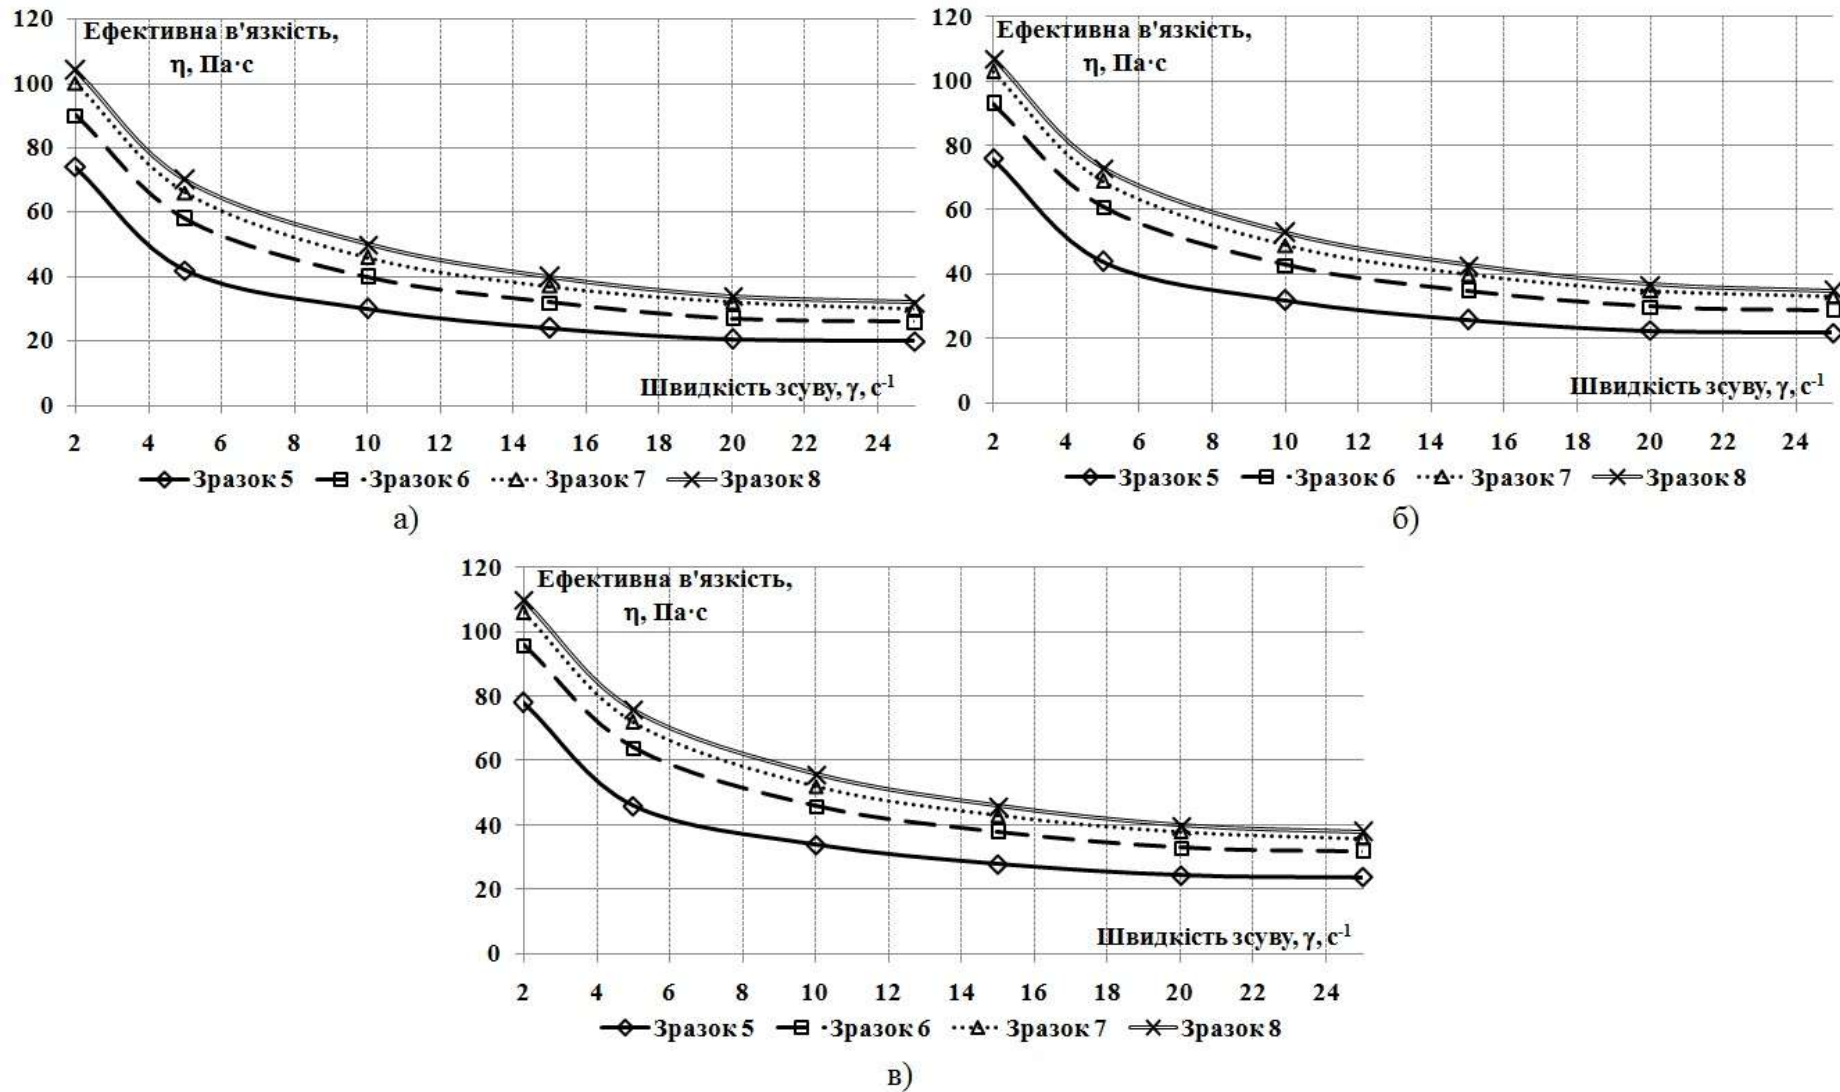 120
Ефективна в'язкість,
η, Па·с
100
80
60
40
20
Швидкість зсуву, γ, с-1
0
2 4 6 8 10 12 14 16 18 20 22 24
Зразок 5 Зразок 6 Зразок 7 Зразок 8
а)
120
Ефективна в'язкість,
η, Па·с
100
80
60
40
20
Швидкість зсуву, γ, с-1
0
2 4 6 8 10 12 14 16 18 20 22 24
Зразок 5 Зразок 6 Зразок 7 Зразок 8
б)
120
Ефективна в'язкість,
η, Па·с
100
80
60
40
20
Швидкість зсуву, γ, с-1
0
2 4 6 8 10 12 14 16 18 20 22 24
Зразок 5 Зразок 6 Зразок 7 Зразок 8
в)